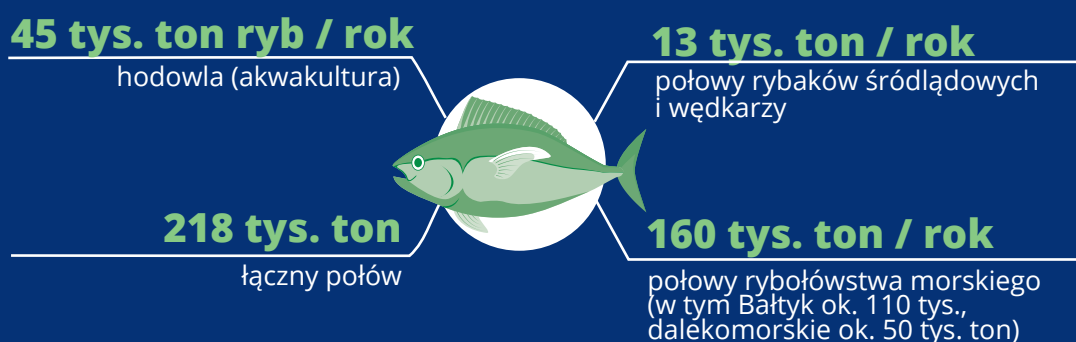 45 tys. ton ryb / rok
hodowla (akwakultura)
13 tys. ton / rok
połowy rybaków śródlądowych
i wędkarzy
218 tys. ton
łączny połów
160 tys. ton / rok
połowy rybołówstwa morskiego
(w tym Bałtyk ok. 110 tys.,
dalekomorskie ok. 50 tys. ton)